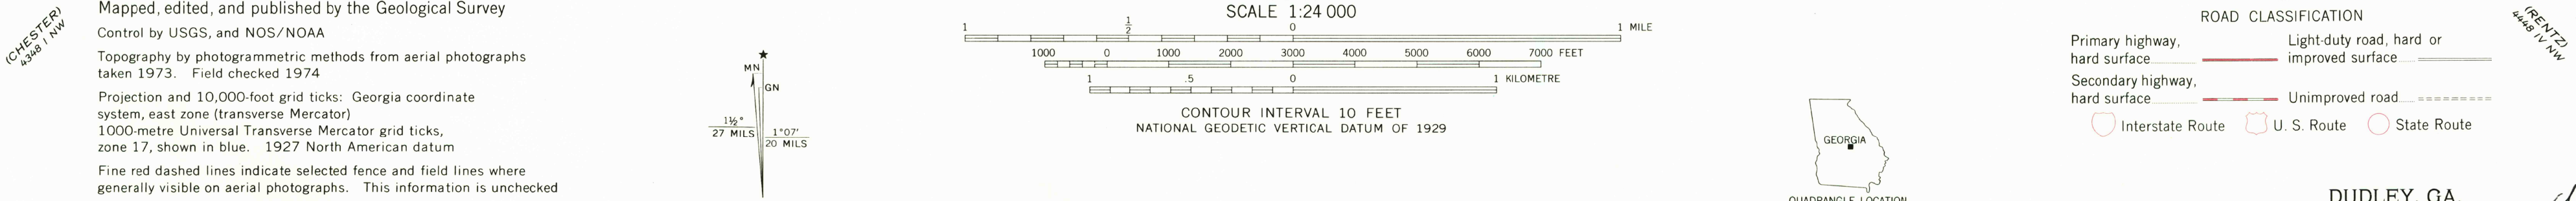 (CHESTER)
4348 I NW
Mapped, edited, and published by the Geological Survey
Control by USGS, and NOS/NOAA
Topography by photogrammetric methods from aerial photographs
taken 1973. Field checked 1974
Projection and 10,000-foot grid ticks: Georgia coordinate
system, east zone (transverse Mercator)
1000-metre Universal Transverse Mercator grid ticks,
zone 17, shown in blue. 1927 North American datum
Fine red dashed lines indicate selected fence and field lines where
generally visible on aerial photographs. This information is unchecked
MN
GN
1½°
27 MILS
1°07′
20 MILS
SCALE 1:24 000
1 ½ 0 1 MILE
1000 0 1000 2000 3000 4000 5000 6000 7000 FEET
1 .5 0 1 KILOMETRE
CONTOUR INTERVAL 10 FEET
NATIONAL GEODETIC VERTICAL DATUM OF 1929
GEORGIA
QUADRANGLE LOCATION
ROAD CLASSIFICATION
Primary highway,
hard surface
Light-duty road, hard or
improved surface
Secondary highway,
hard surface
Unimproved road
Interstate Route
U. S. Route
State Route
(RENTZ)
4448 IV NW
DUDLEY, GA.